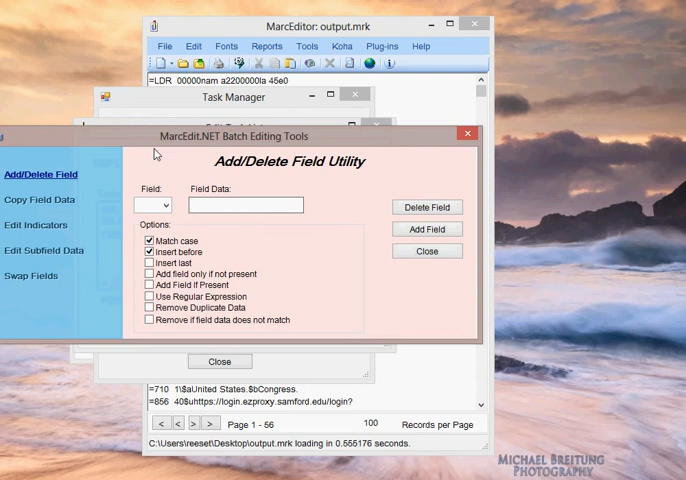 MarcEditor: output.mrk
File Edit Fonts Reports Tools Koha Plug-ins Help
=LDR 00000nam a2200000Ia 45e0
Task Manager
MarcEdit.NET Batch Editing Tools
Add/Delete Field
Copy Field Data
Edit Indicators
Edit Subfield Data
Swap Fields
Add/Delete Field Utility
Field: Field Data:
Delete Field
Add Field
Close
Options:
Match case
Insert before
Insert last
Add field only if not present
Add Field If Present
Use Regular Expression
Remove Duplicate Data
Remove if field data does not match
Close
=710 1\$aUnited States.$bCongress.
=856 40$uhttps://login.ezproxy.samford.edu/login?
< < > > Page 1 - 56 100 Records per Page
C:\Users\reeset\Desktop\output.mrk loading in 0.555176 seconds.
MICHAEL BREITUNG
PHOTOGRAPHY